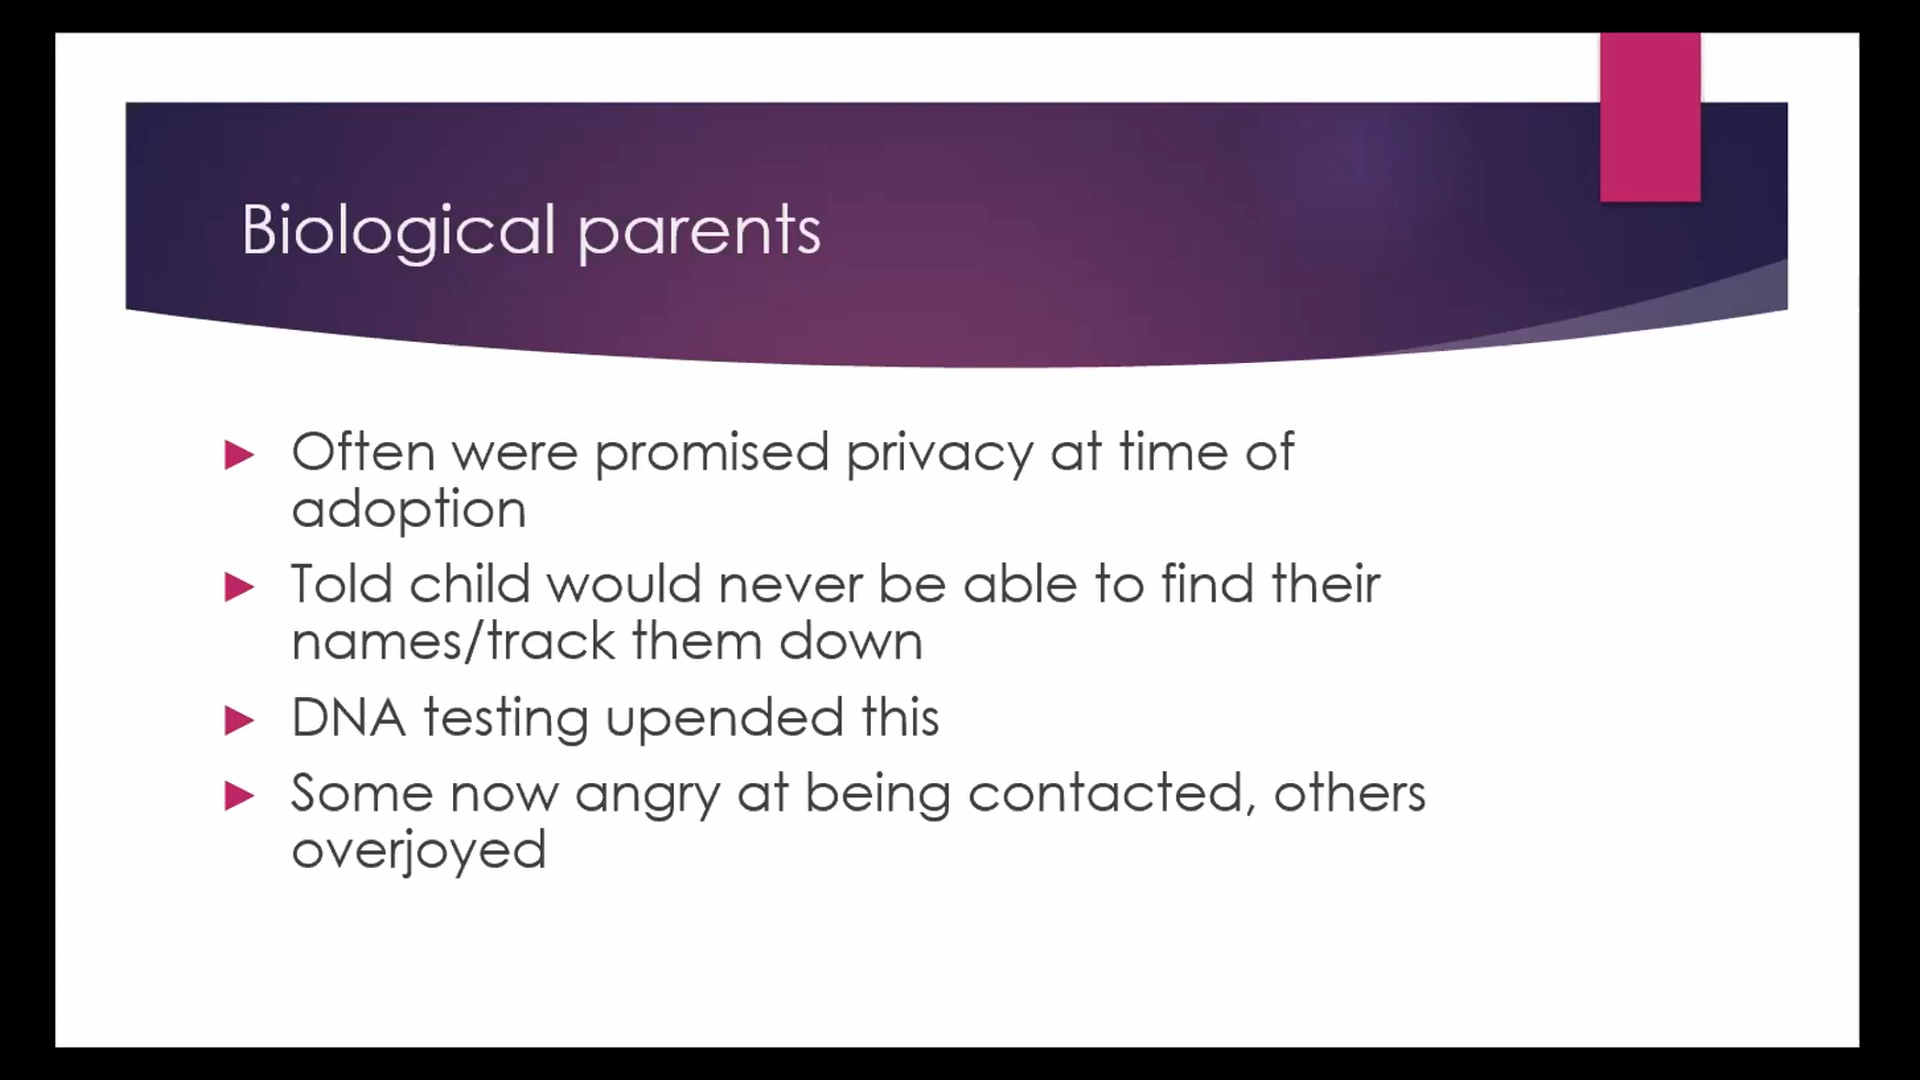 Biological parents
Often were promised privacy at time of
adoption
Told child would never be able to find their
names/track them down
DNA testing upended this
Some now angry at being contacted, others
overjoyed